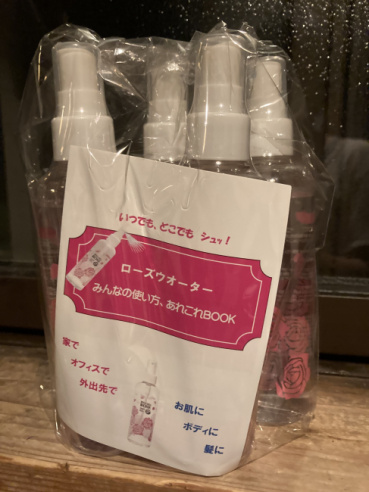 いつでも、どこでも シュッ！
ローズウオーター
みんなの使い方、あれこれBOOK
家で
オフィスで
外出先で
お肌に
ボディに
髪に